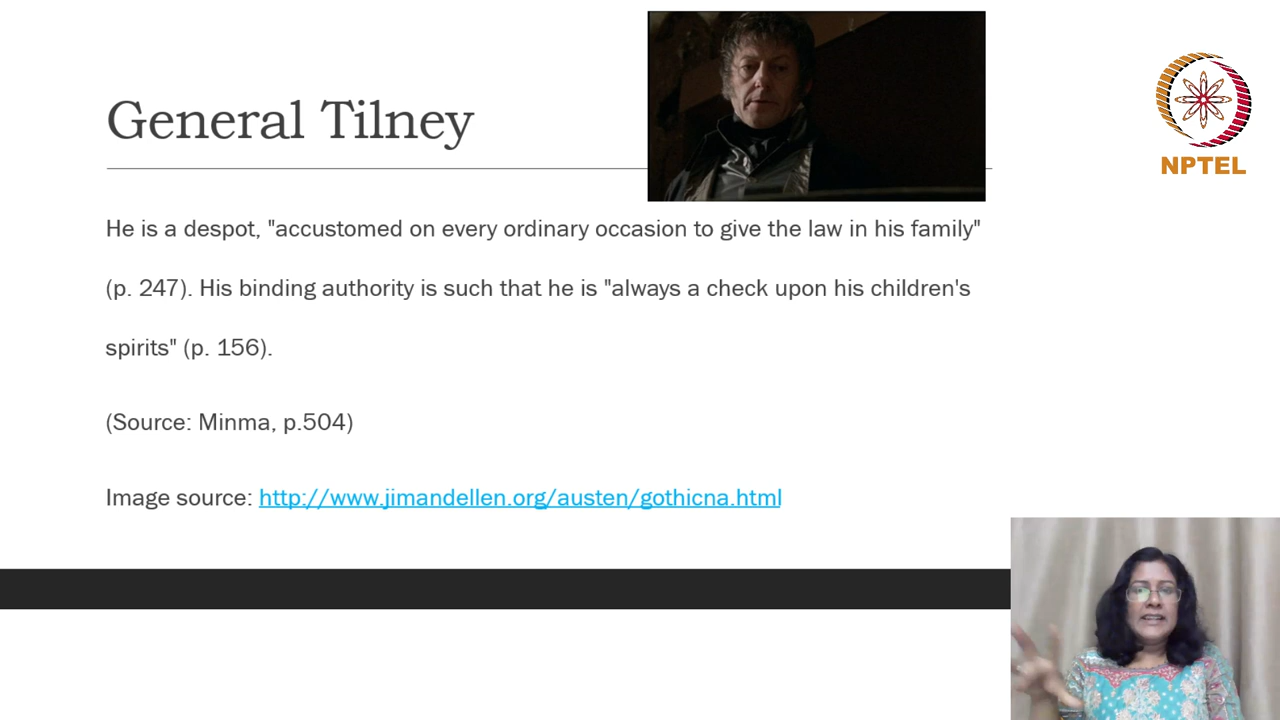 General Tilney
NPTEL
He is a despot, "accustomed on every ordinary occasion to give the law in his family"
(p. 247). His binding authority is such that he is "always a check upon his children's
spirits" (p. 156).
(Source: Minma, p.504)
Image source: http://www.jimandellen.org/austen/gothicna.html